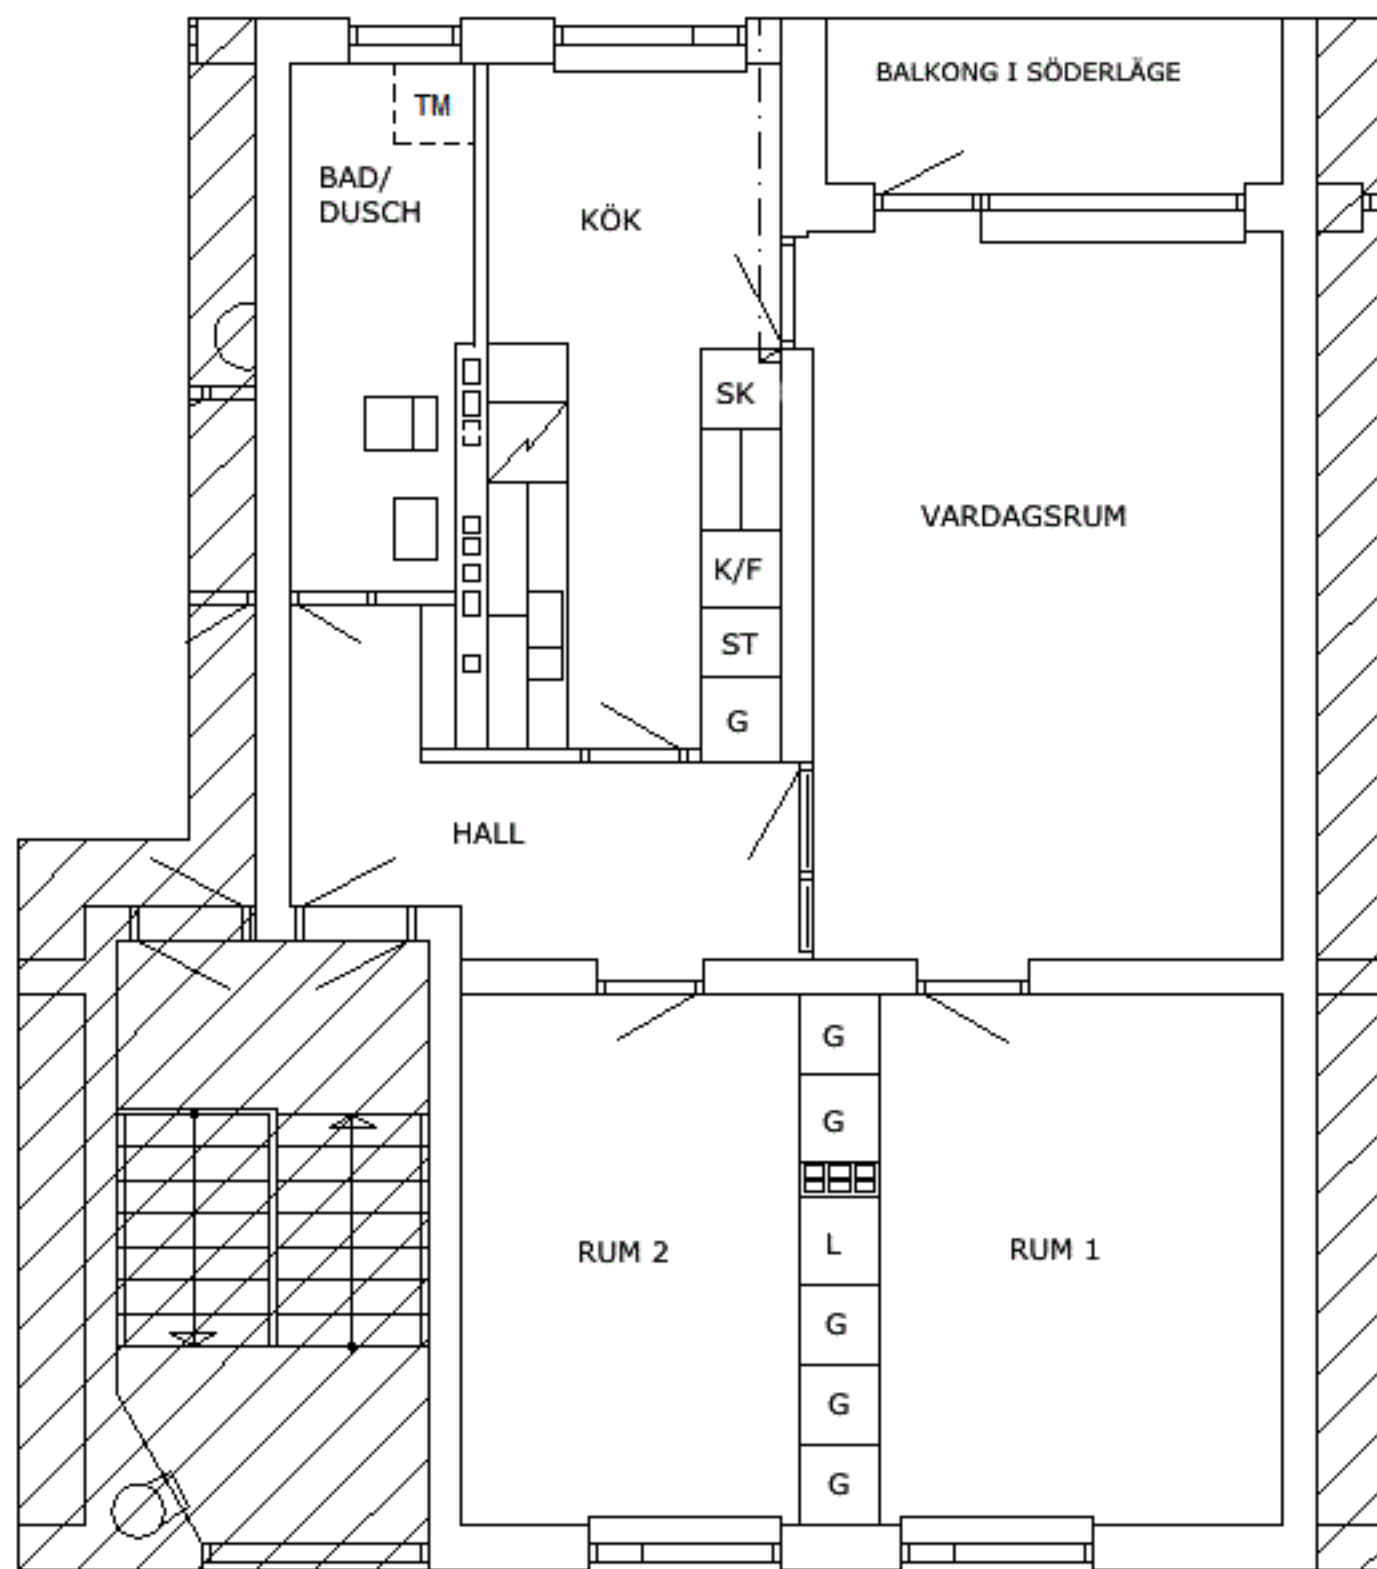 BALKONG I SÖDERLÄGE
TM
BAD/
DUSCH
KÖK
SK
VARDAGSRUM
K/F
ST
G
HALL
G
G
L
RUM 2
RUM 1
G
G
G